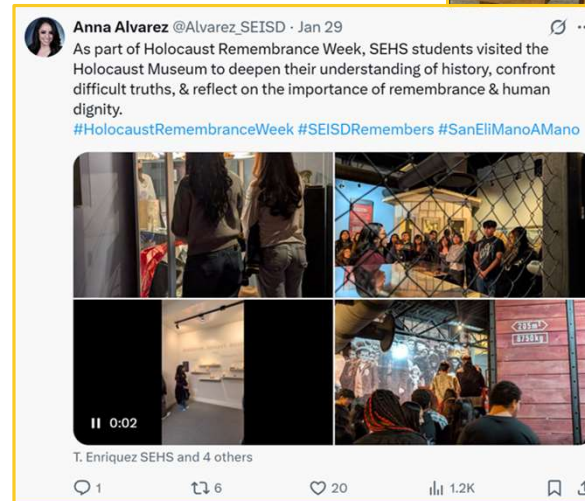 Anna Alvarez @Alvarez_SEISD · Jan 29
As part of Holocaust Remembrance Week, SEHS students visited the
Holocaust Museum to deepen their understanding of history, confront
difficult truths, & reflect on the importance of remembrance & human
dignity.
#HolocaustRemembranceWeek #SEISDRemembers #SanEliManoAMano
265m²
8750kg
0:02
T. Enriquez SEHS and 4 others
1 6 20 1.2K